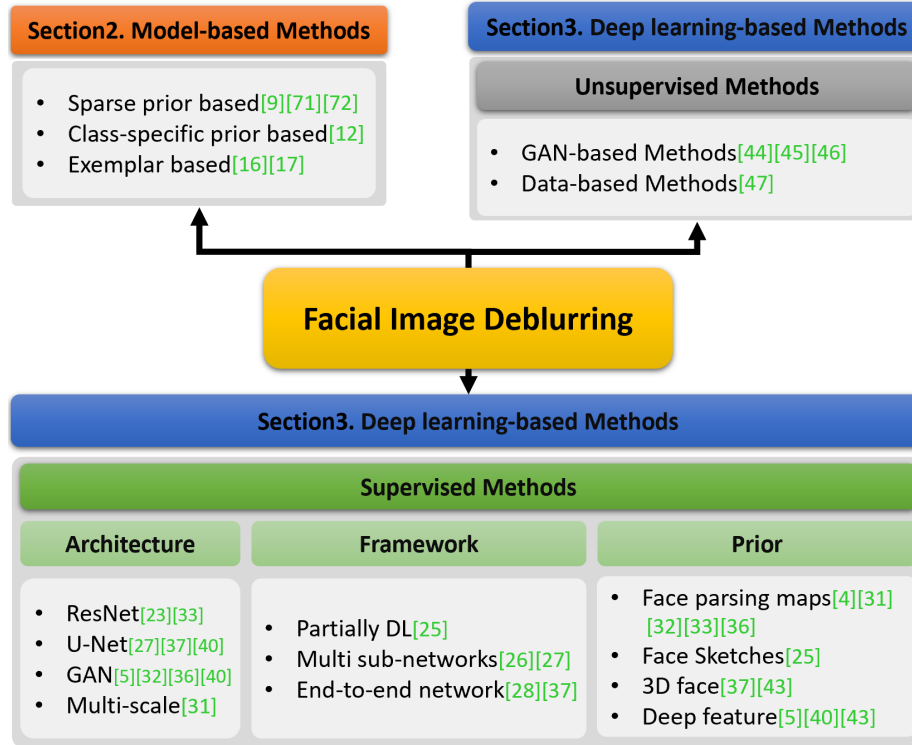 Section2. Model-based Methods
• Sparse prior based[9][71][72]
• Class-specific prior based[12]
• Exemplar based[16][17]
Section3. Deep learning-based Methods
Unsupervised Methods
• GAN-based Methods[44][45][46]
• Data-based Methods[47]
Facial Image Deblurring
Section3. Deep learning-based Methods
Supervised Methods
Architecture
• ResNet[23][33]
• U-Net[27][37][40]
• GAN[5][32][36][40]
• Multi-scale[31]
Framework
• Partially DL[25]
• Multi sub-networks[26][27]
• End-to-end network[28][37]
Prior
• Face parsing maps[4][31]
[32][33][36]
• Face Sketches[25]
• 3D face[37][43]
• Deep feature[5][40][43]